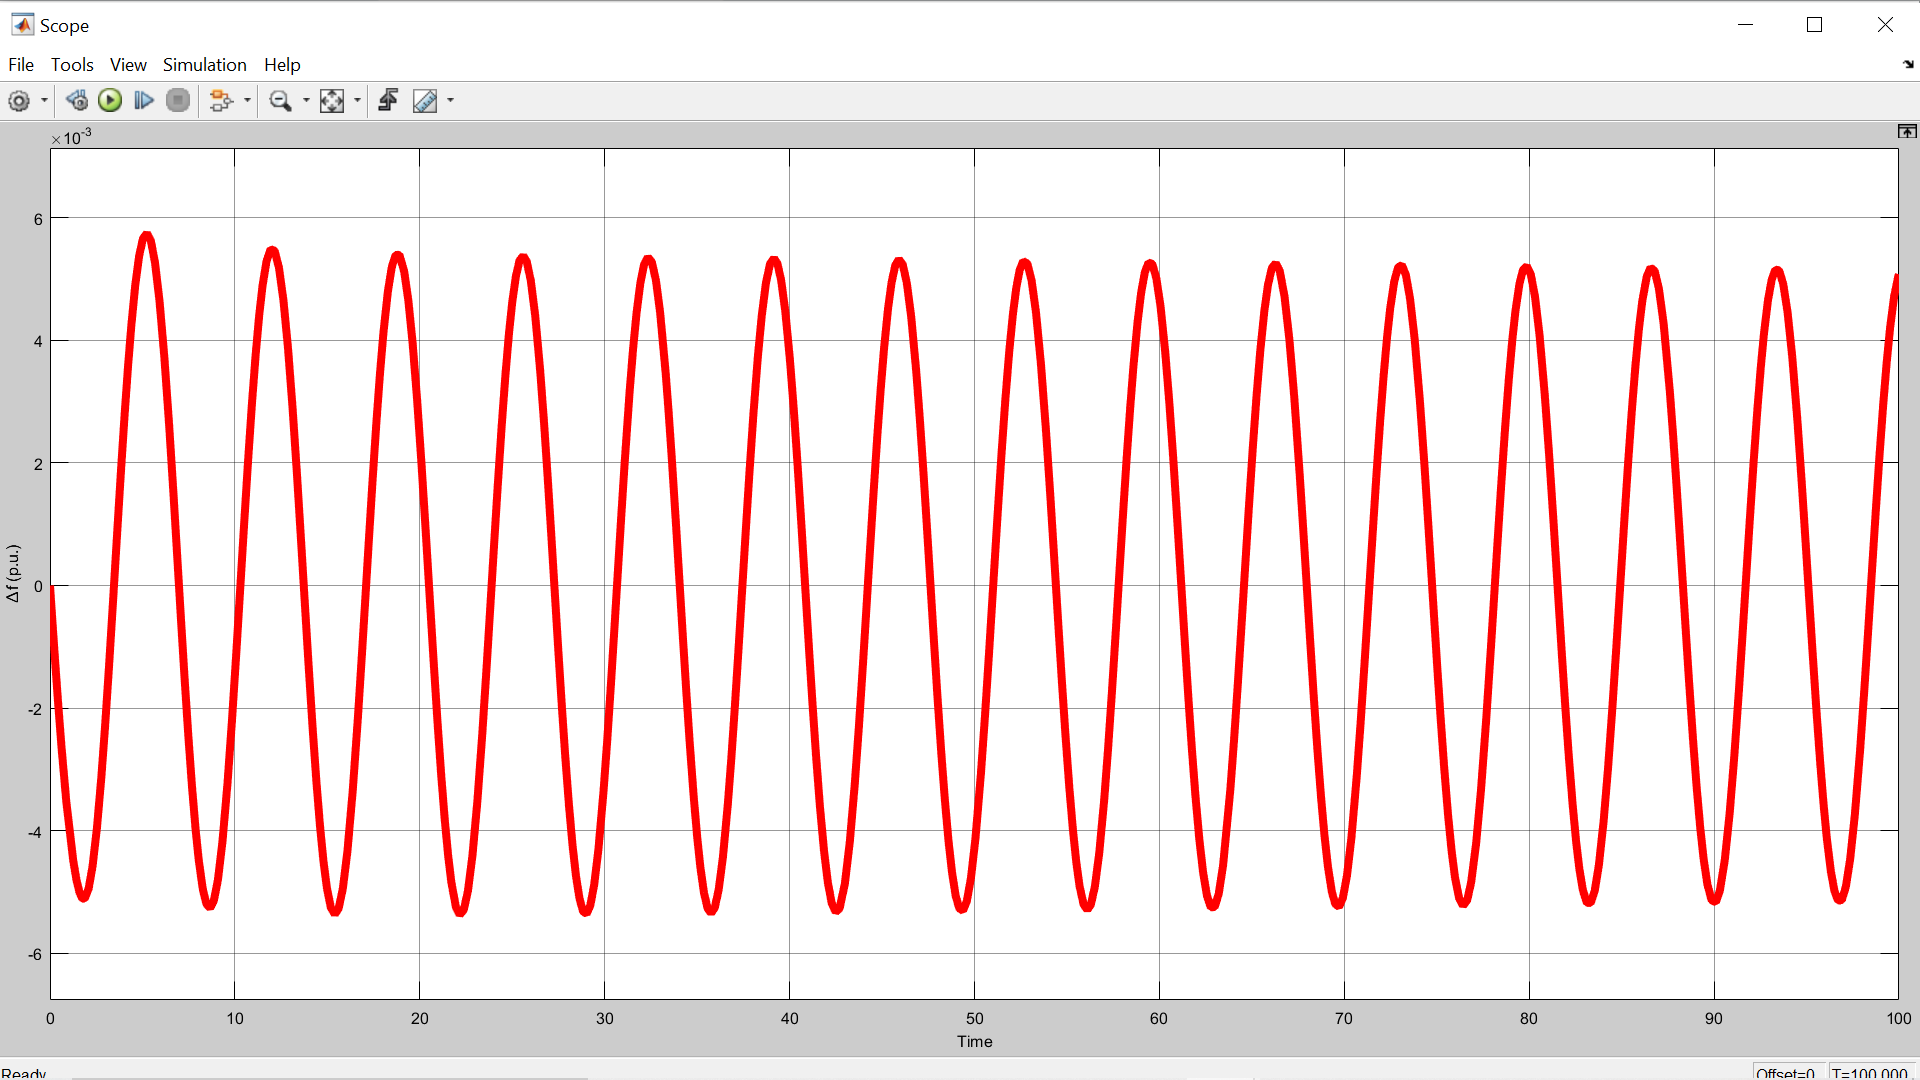 Scope
File Tools View Simulation Help
×10-3
6
4
2
0
-2
-4
-6
Δf (p.u.)
0 10 20 30 40 50 60 70 80 90 100
Time
Ready
Offset=0 T=100.000